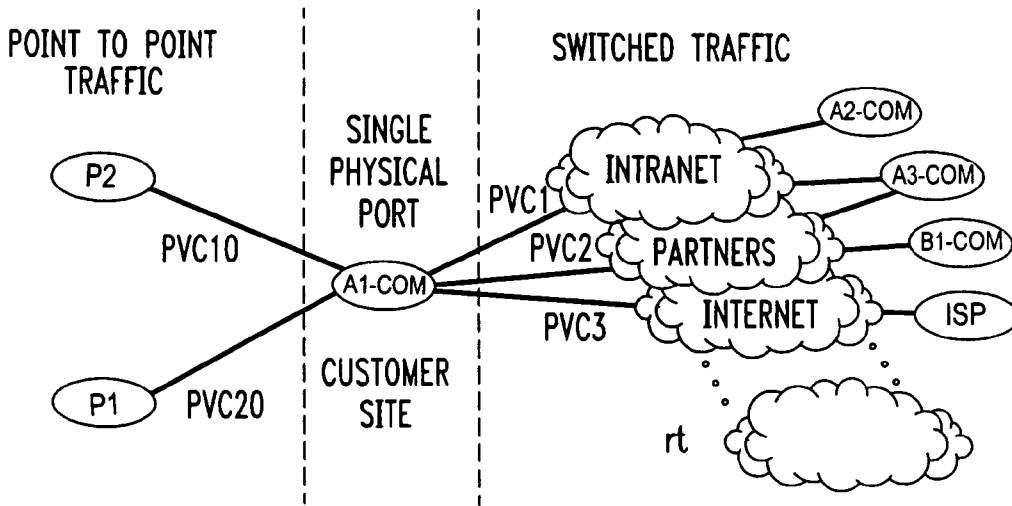 POINT TO POINT
TRAFFIC
SWITCHED TRAFFIC
SINGLE
PHYSICAL
PORT
A2-COM
INTRANET
A3-COM
P2
PVC1
PVC10
PVC2
PARTNERS
B1-COM
A1-COM
PVC3
INTERNET
ISP
CUSTOMER
SITE
P1
PVC20
rt